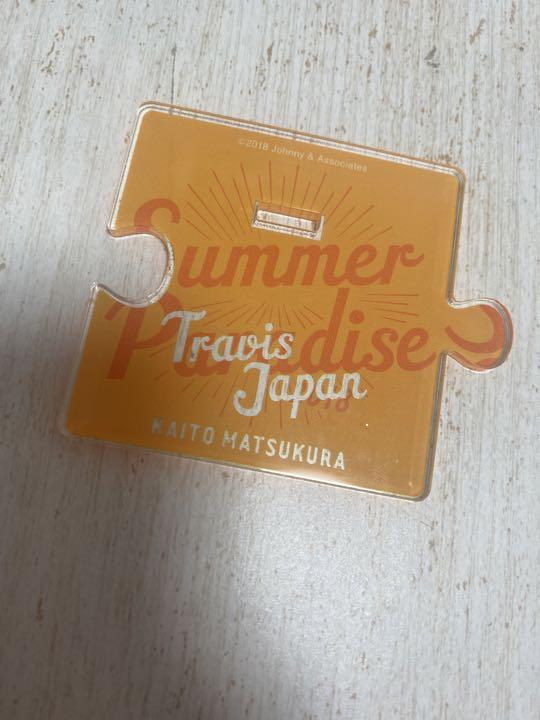 ©2018 Johnny & Associates
Summer
Paradise
Travis
Japan
KAITO MATSUKURA